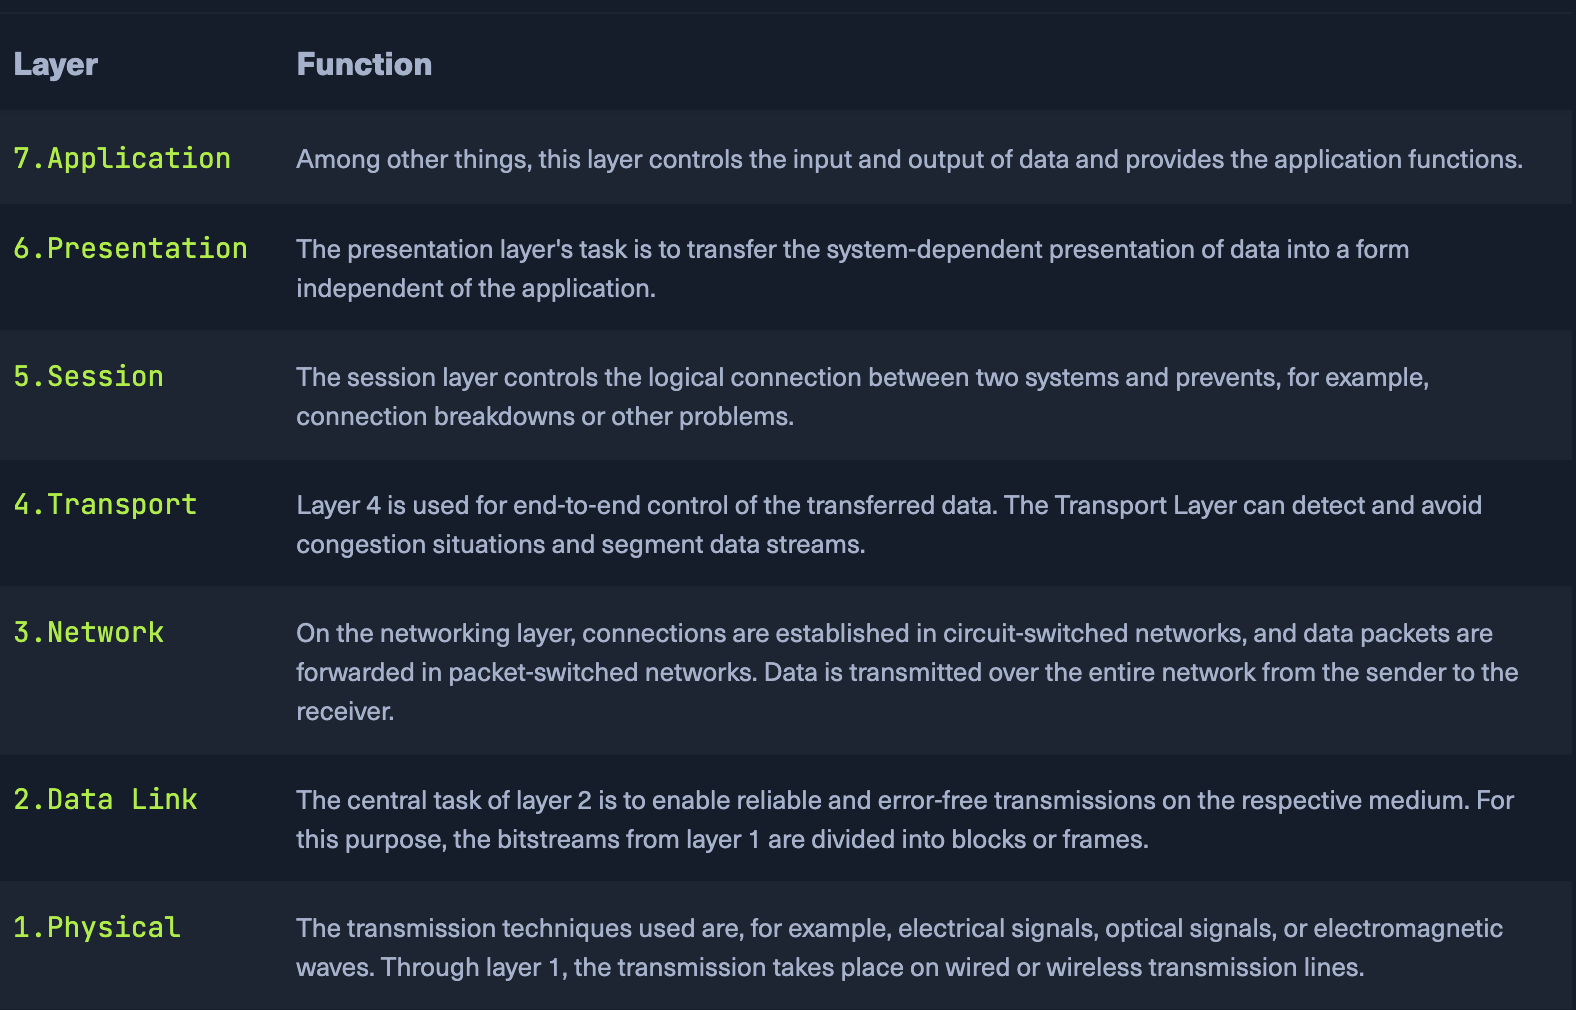 Layer Function
7.Application Among other things, this layer controls the input and output of data and provides the application functions.
6.Presentation The presentation layer's task is to transfer the system-dependent presentation of data into a form
independent of the application.
5.Session The session layer controls the logical connection between two systems and prevents, for example,
connection breakdowns or other problems.
4.Transport Layer 4 is used for end-to-end control of the transferred data. The Transport Layer can detect and avoid
congestion situations and segment data streams.
3.Network On the networking layer, connections are established in circuit-switched networks, and data packets are
forwarded in packet-switched networks. Data is transmitted over the entire network from the sender to the
receiver.
2.Data Link The central task of layer 2 is to enable reliable and error-free transmissions on the respective medium. For
this purpose, the bitstreams from layer 1 are divided into blocks or frames.
1.Physical The transmission techniques used are, for example, electrical signals, optical signals, or electromagnetic
waves. Through layer 1, the transmission takes place on wired or wireless transmission lines.